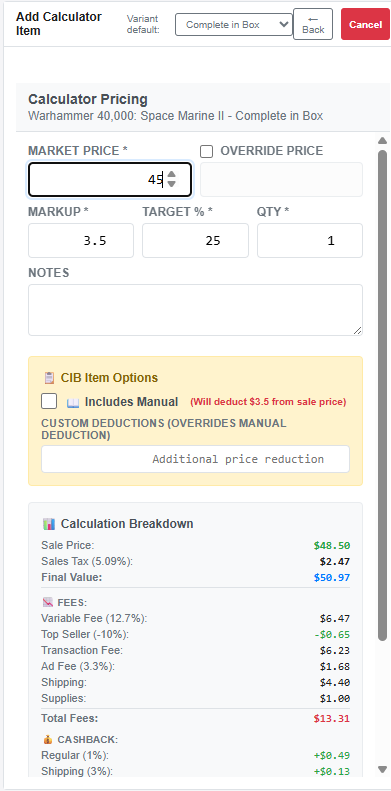 Add Calculator
Item
Variant
default:
Complete in Box
←
Back
Cancel
Calculator Pricing
Warhammer 40,000: Space Marine II - Complete in Box
MARKET PRICE *
OVERRIDE PRICE
45
MARKUP *
TARGET % *
QTY *
3.5
25
1
NOTES
CIB Item Options
Includes Manual (Will deduct $3.5 from sale price)
CUSTOM DEDUCTIONS (OVERRIDES MANUAL
DEDUCTION)
Additional price reduction
Calculation Breakdown
Sale Price: $48.50
Sales Tax (5.09%): $2.47
Final Value: $50.97
FEES:
Variable Fee (12.7%): $6.47
Top Seller (-10%): -$0.65
Transaction Fee: $6.23
Ad Fee (3.3%): $1.68
Shipping: $4.40
Supplies: $1.00
Total Fees: $13.31
CASHBACK:
Regular (1%): +$0.49
Shipping (3%): +$0.13